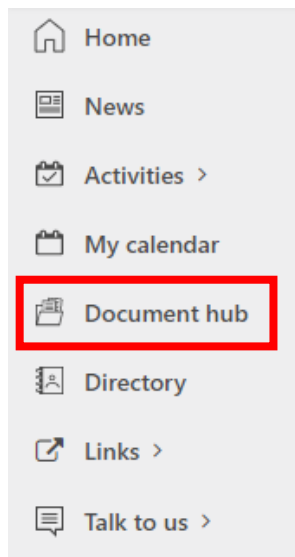 Home
News
Activities >
My calendar
Document hub
Directory
Links >
Talk to us >